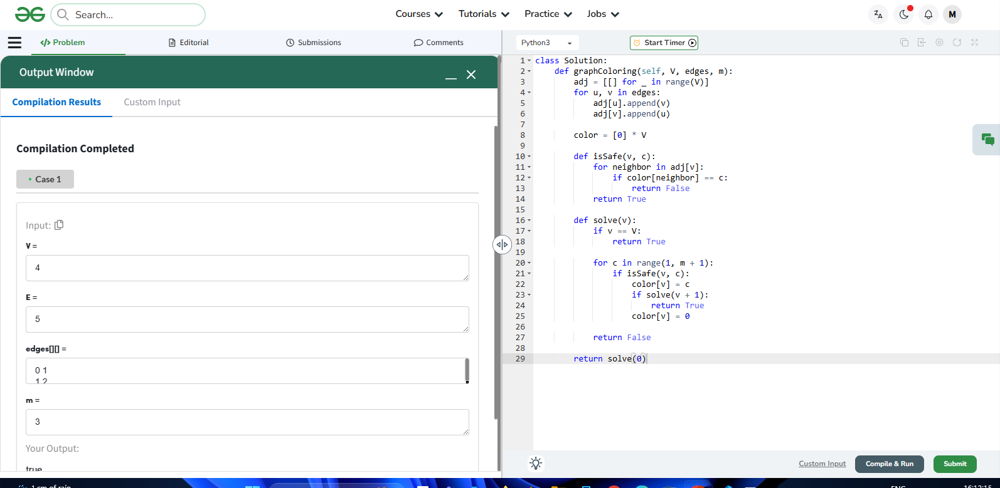 Search...
Courses
Tutorials
Practice
Jobs
M
Problem
Editorial
Submissions
Comments
Python3
Start Timer
Output Window
Compilation Results
Custom Input
Compilation Completed
Case 1
Input:
V =
4
E =
5
edges[][] =
0 1
1 2
m =
3
Your Output:
true
1 class Solution:
2 def graphColoring(self, V, edges, m):
3 adj = [[] for _ in range(V)]
4 for u, v in edges:
5 adj[u].append(v)
6 adj[v].append(u)
7
8 color = [0] * V
9
10 def isSafe(v, c):
11 for neighbor in adj[v]:
12 if color[neighbor] == c:
13 return False
14 return True
15
16 def solve(v):
17 if v == V:
18 return True
19
20 for c in range(1, m + 1):
21 if isSafe(v, c):
22 color[v] = c
23 if solve(v + 1):
24 return True
25 color[v] = 0
26
27 return False
28
29 return solve(0)
Custom Input
Compile & Run
Submit
1 cm of rain
ENG
16:12:15